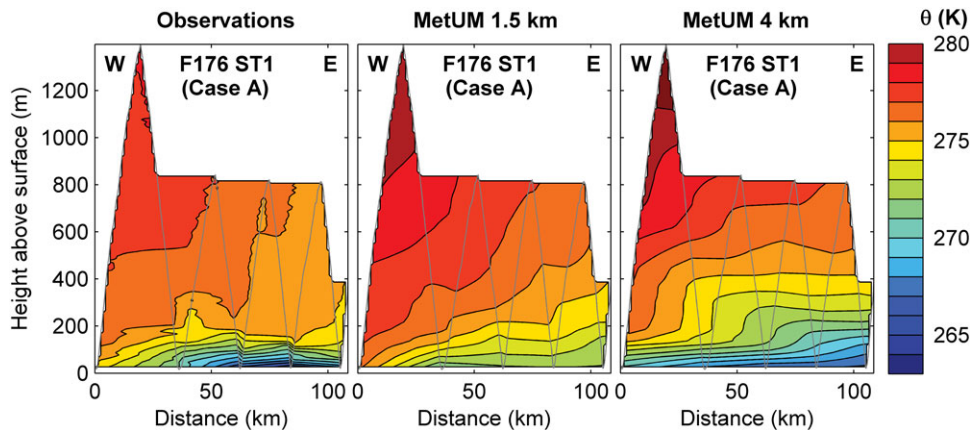 Observations
MetUM 1.5 km
MetUM 4 km
θ (K)
W
F176 ST1
(Case A)
E
W
F176 ST1
(Case A)
E
W
F176 ST1
(Case A)
E
Height above surface (m)
1200
1000
800
600
400
200
0
280
275
270
265
0
50
100
0
50
100
0
50
100
Distance (km)
Distance (km)
Distance (km)